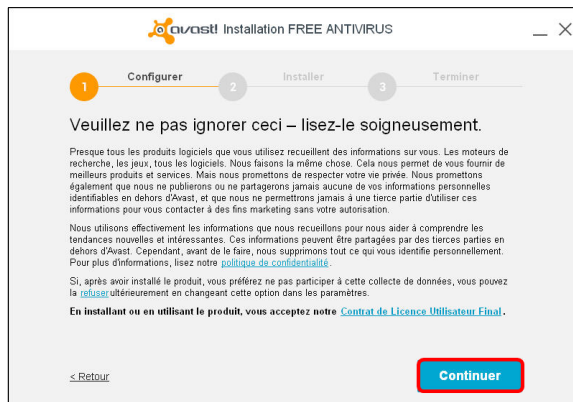 avast! Installation FREE ANTIVIRUS
Configurer
Installer
Terminer
1
2
3
Veuillez ne pas ignorer ceci – lisez-le soigneusement.
Presque tous les produits logiciels que vous utilisez recueillent des informations sur vous. Les moteurs de
recherche, les jeux, tous les logiciels. Nous faisons la même chose. Cela nous permet de vous fournir de
meilleurs produits et services. Mais nous promettons de respecter votre vie privée. Nous promettons
également que nous ne publierons ou ne partagerons jamais aucune de vos informations personnelles
identifiables en dehors d'Avast, et que nous ne permettrons jamais à une tierce partie d'utiliser ces
informations pour vous contacter à des fins marketing sans votre autorisation.
Nous utilisons effectivement les informations que nous recueillons pour nous aider à comprendre les
tendances nouvelles et intéressantes. Ces informations peuvent être partagées par des tierces parties en
dehors d'Avast. Cependant, avant de le faire, nous supprimons tout ce qui vous identifie personnellement.
Pour plus d'informations, lisez notre politique de confidentialité .
Si, après avoir installé le produit, vous préférez ne pas participer à cette collecte de données, vous pouvez
la refuser ultérieurement en changeant cette option dans les paramètres.
En installant ou en utilisant le produit, vous acceptez notre Contrat de Licence Utilisateur Final .
< Retour
Continuer